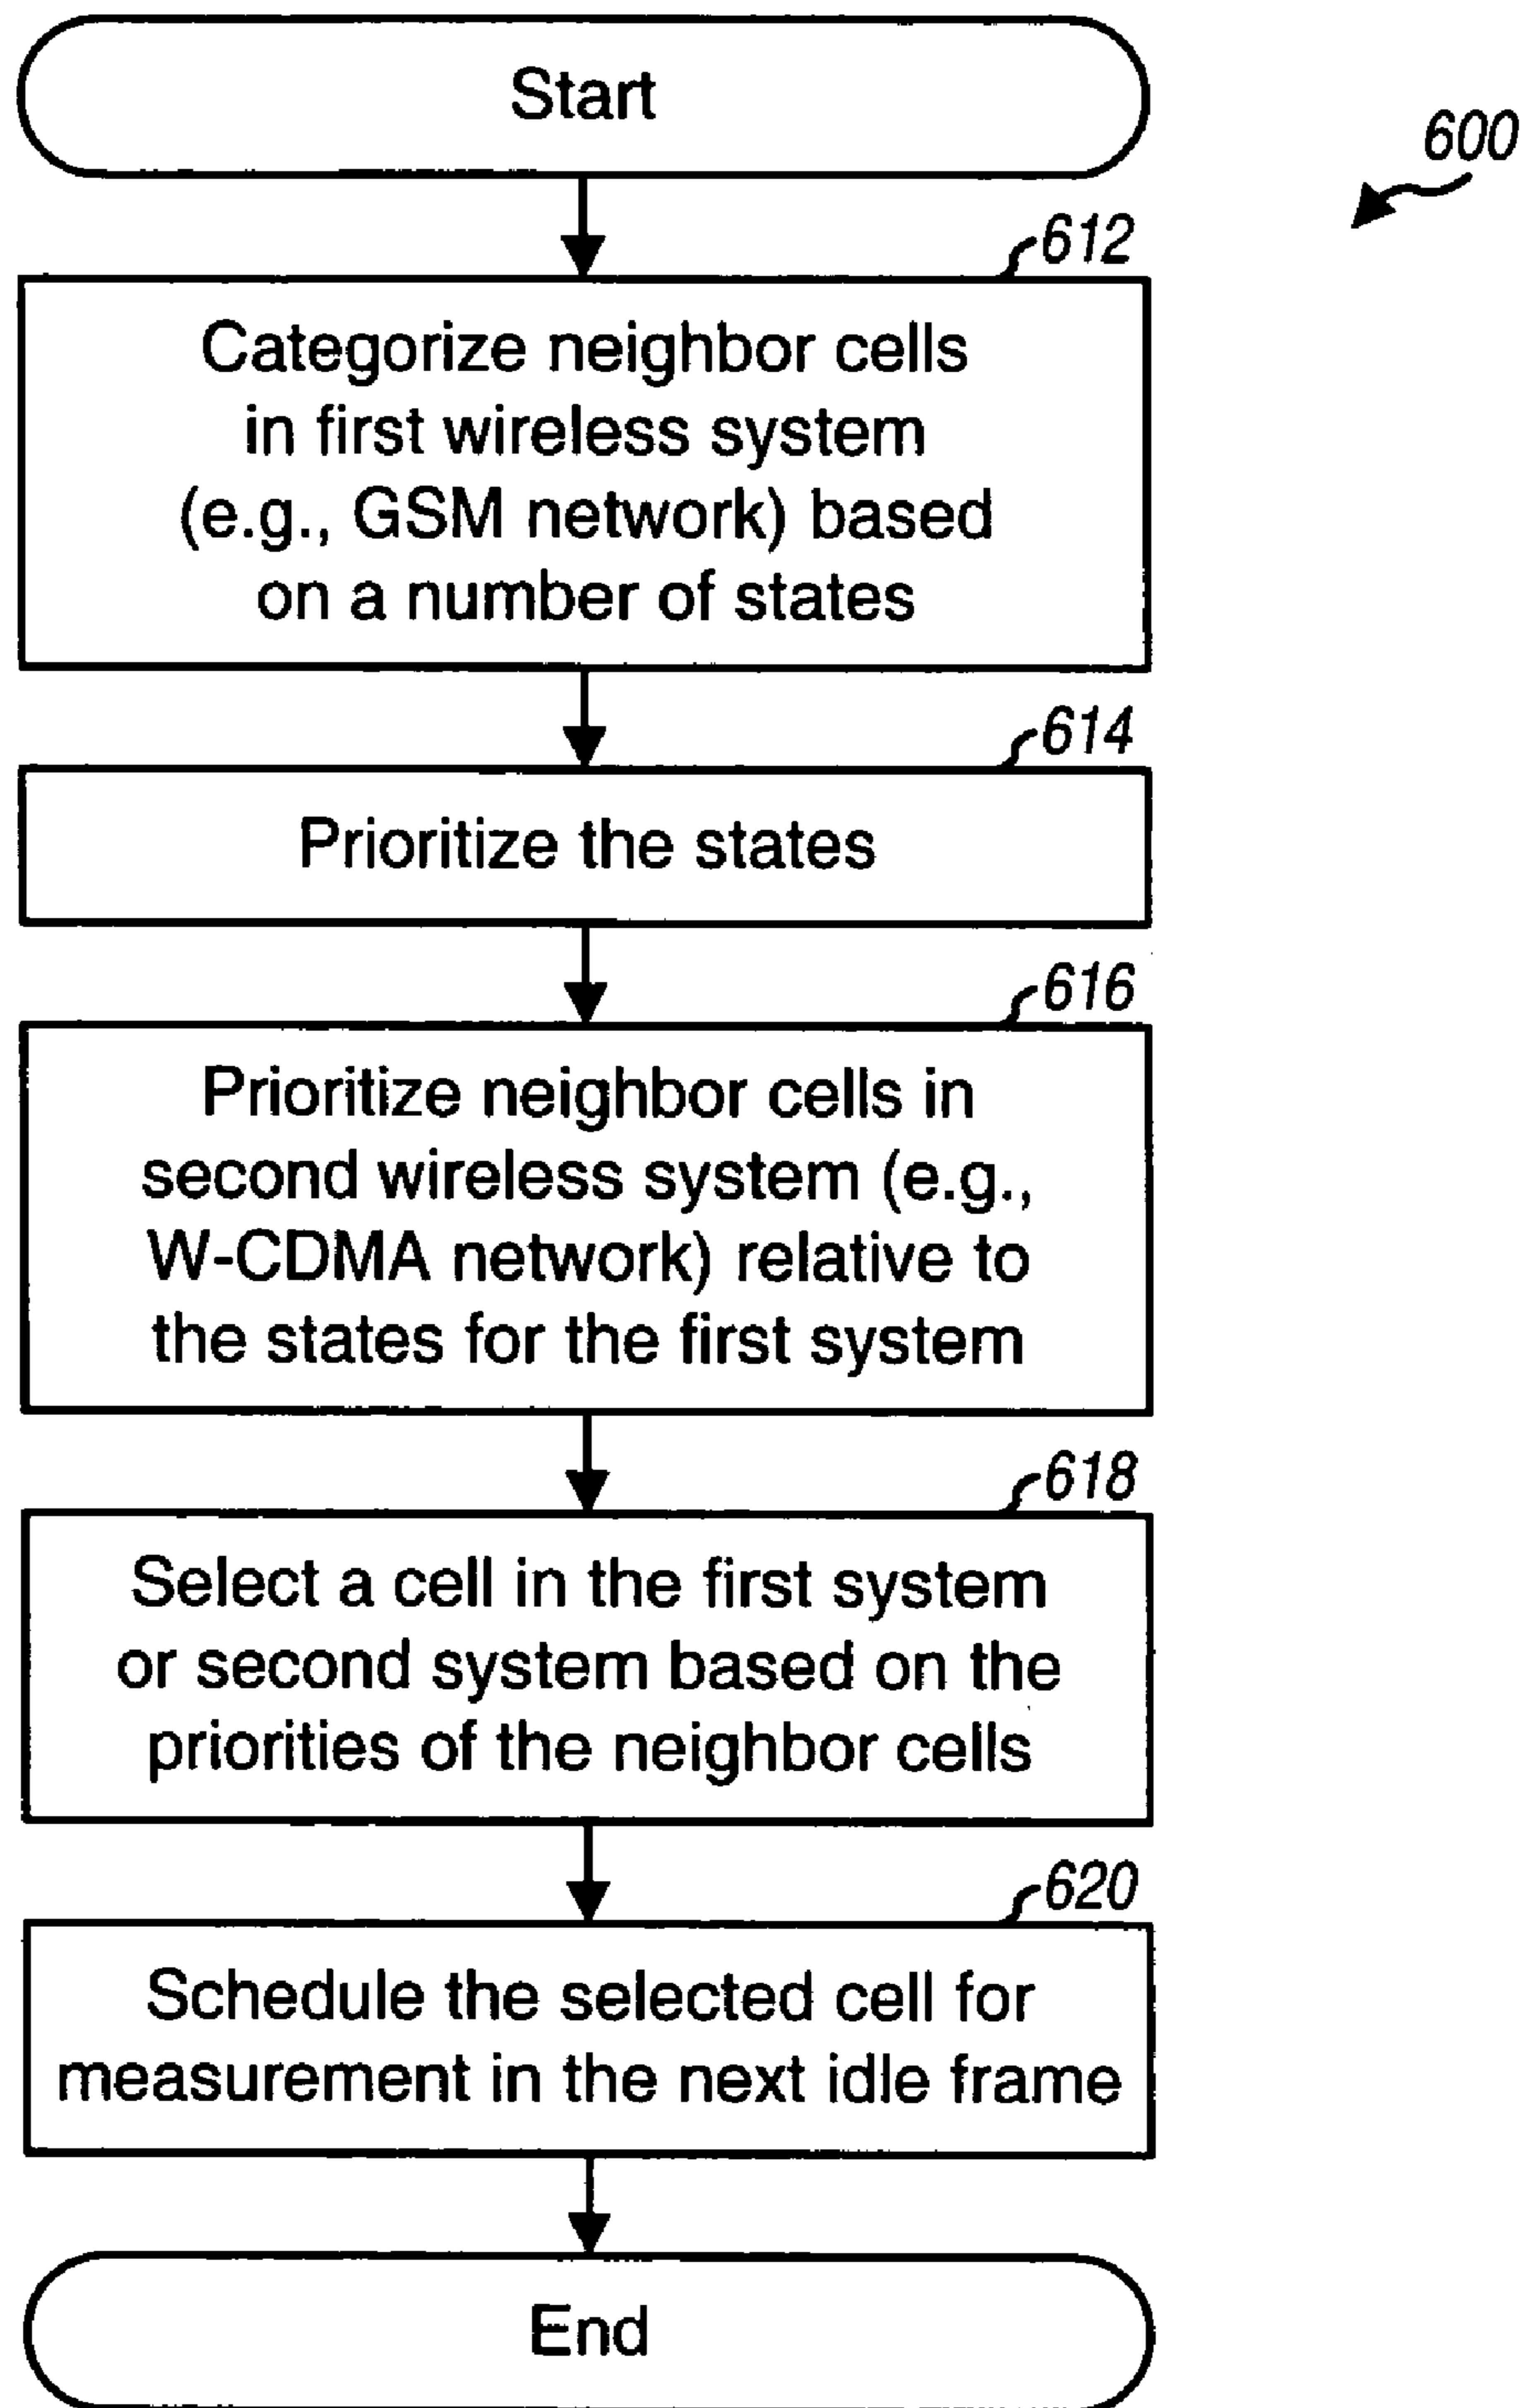 Start
600
612
Categorize neighbor cells
in first wireless system
(e.g., GSM network) based
on a number of states
614
Prioritize the states
616
Prioritize neighbor cells in
second wireless system (e.g.,
W-CDMA network) relative to
the states for the first system
618
Select a cell in the first system
or second system based on the
priorities of the neighbor cells
620
Schedule the selected cell for
measurement in the next idle frame
End